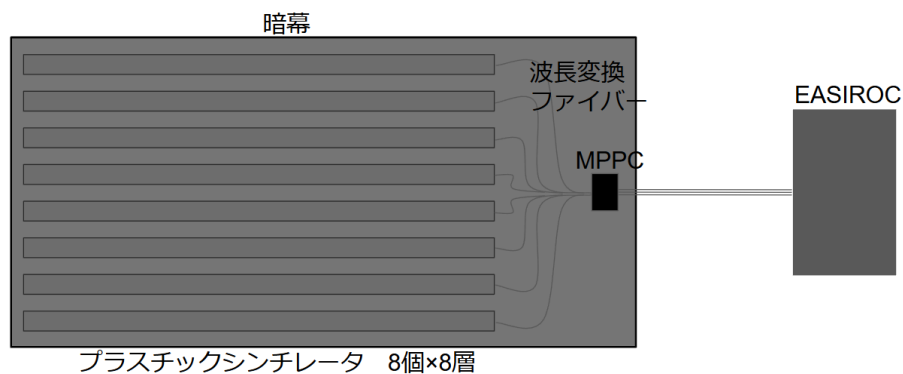 暗幕
波長変換
ファイバー
EASIROC
MPPC
プラスチックシンチレータ　8個×8層